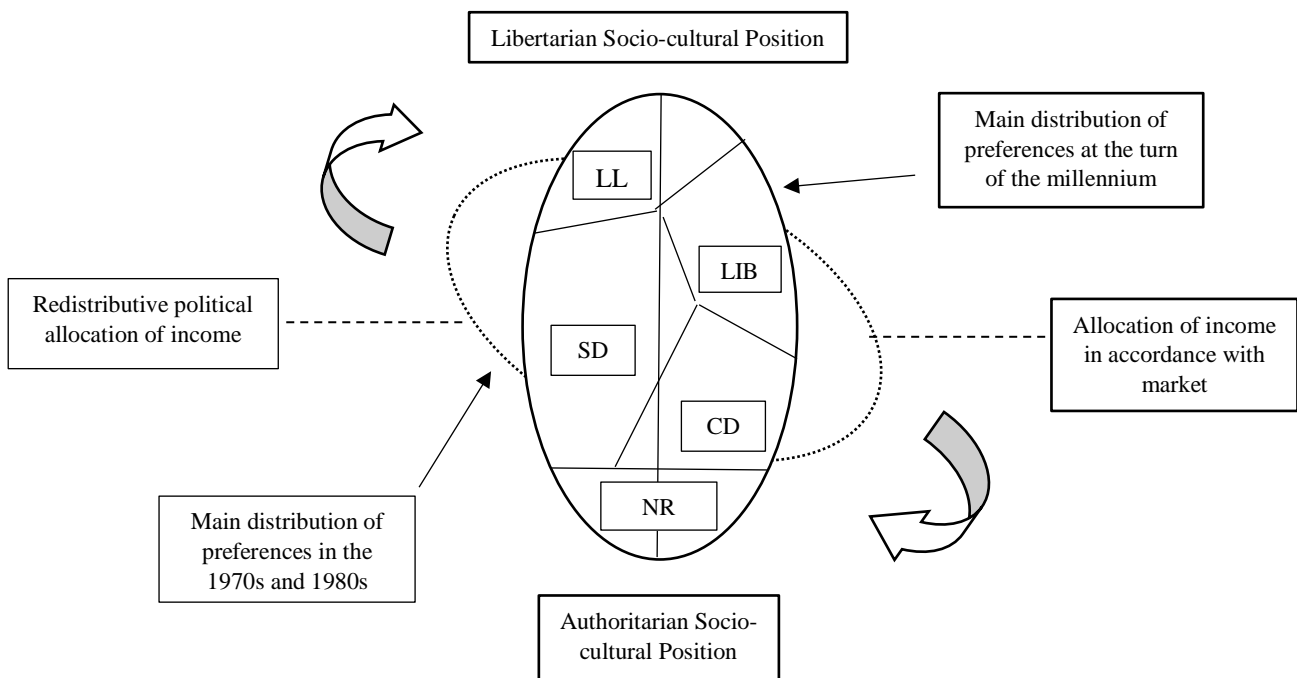 Libertarian Socio-cultural Position
Main distribution of
preferences at the turn
of the millennium
LL
LIB
Redistributive political
allocation of income
SD
Allocation of income
in accordance with
market
CD
NR
Main distribution of
preferences in the
1970s and 1980s
Authoritarian Socio-
cultural Position